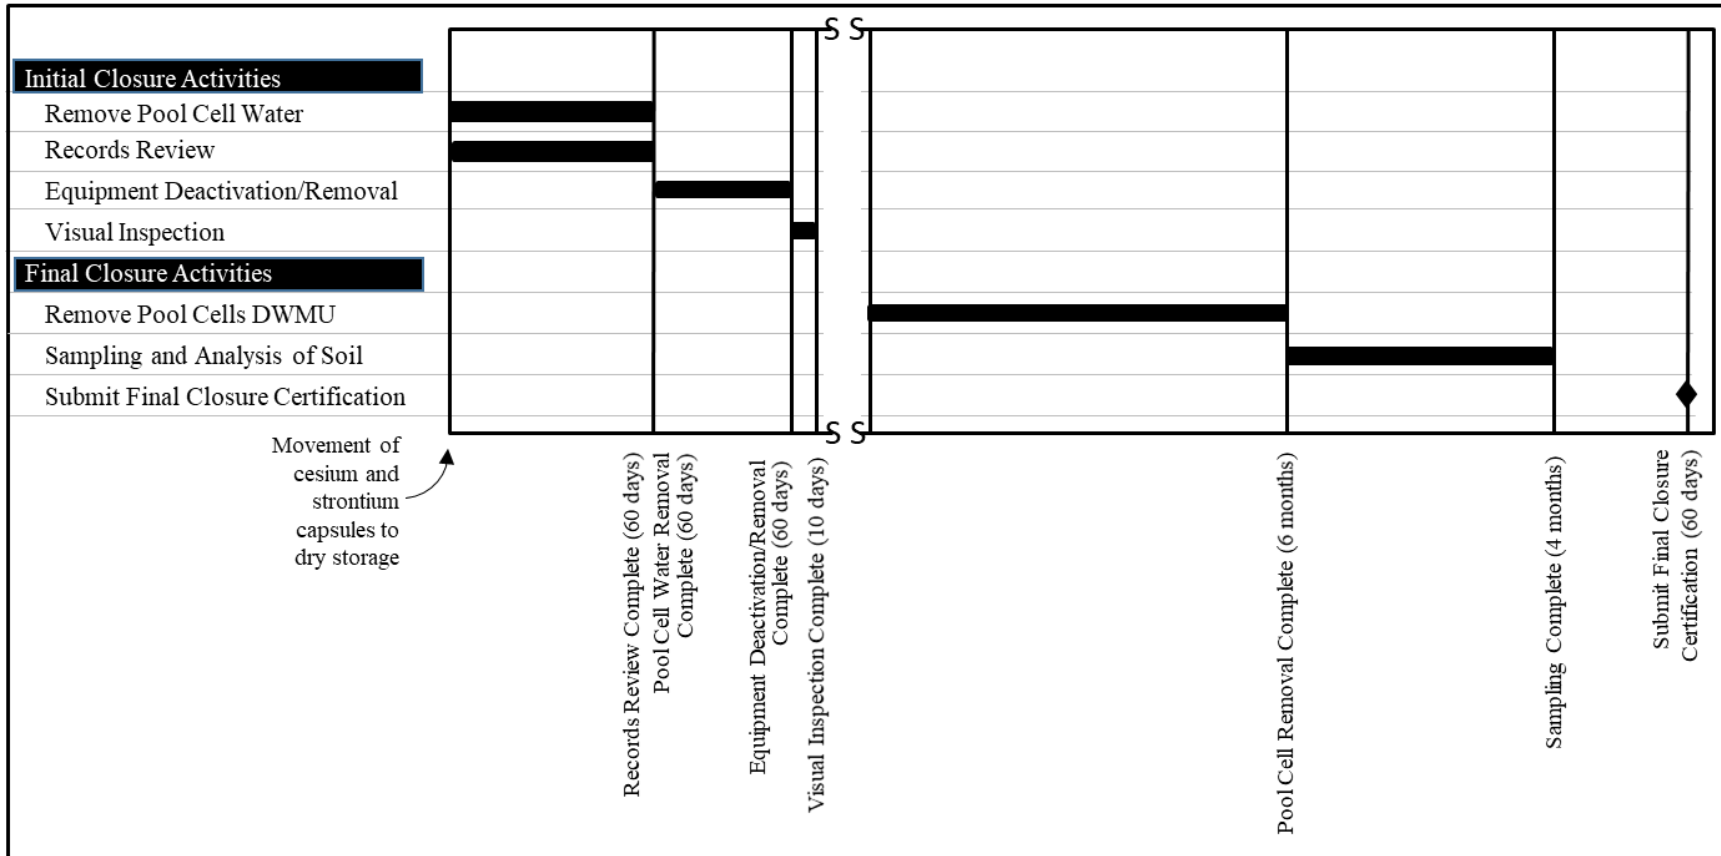 S S
Initial Closure Activities
Remove Pool Cell Water
Records Review
Equipment Deactivation/Removal
Visual Inspection
Final Closure Activities
Remove Pool Cells DWMU
Sampling and Analysis of Soil
Submit Final Closure Certification
S S
Movement of
cesium and
strontium
capsules to
dry storage
Records Review Complete (60 days)
Pool Cell Water Removal
Complete (60 days)
Equipment Deactivation/Removal
Complete (60 days)
Visual Inspection Complete (10 days)
Pool Cell Removal Complete (6 months)
Sampling Complete (4 months)
Submit Final Closure
Certification (60 days)